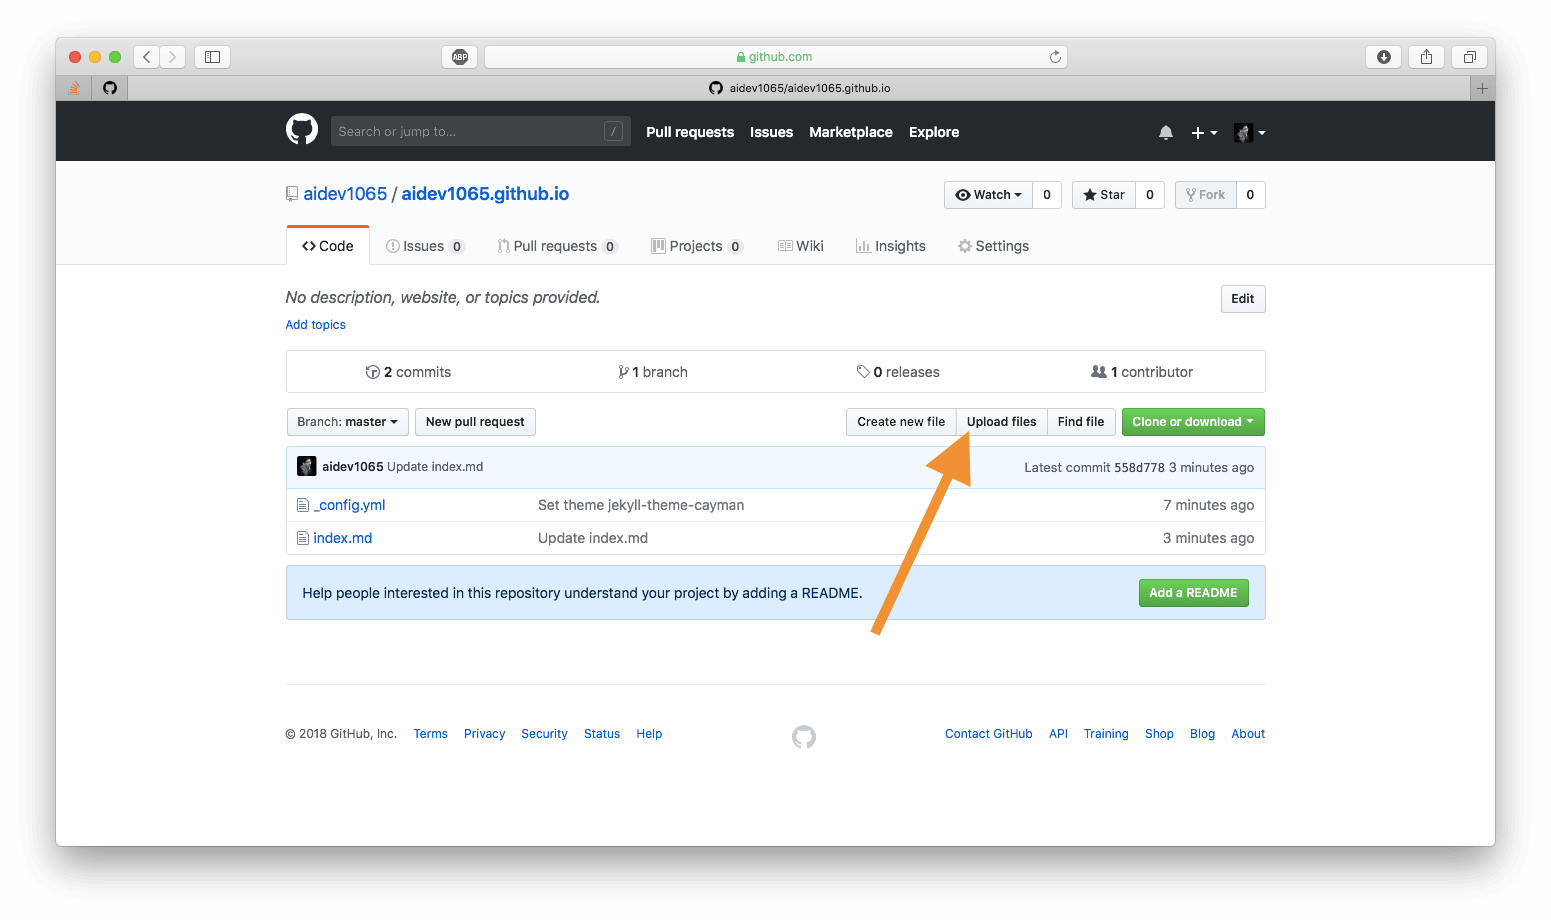 ABP
github.com
aidev1065/aidev1065.github.io
Search or jump to... / Pull requests Issues Marketplace Explore
aidev1065 / aidev1065.github.io Watch 0 Star 0 Fork 0
Code Issues 0 Pull requests 0 Projects 0 Wiki Insights Settings
No description, website, or topics provided. Edit
Add topics
2 commits 1 branch 0 releases 1 contributor
Branch: master New pull request Create new file Upload files Find file Clone or download
aidev1065 Update index.md Latest commit 558d778 3 minutes ago
_config.yml Set theme jekyll-theme-cayman 7 minutes ago
index.md Update index.md 3 minutes ago
Help people interested in this repository understand your project by adding a README. Add a README
© 2018 GitHub, Inc. Terms Privacy Security Status Help Contact GitHub API Training Shop Blog About